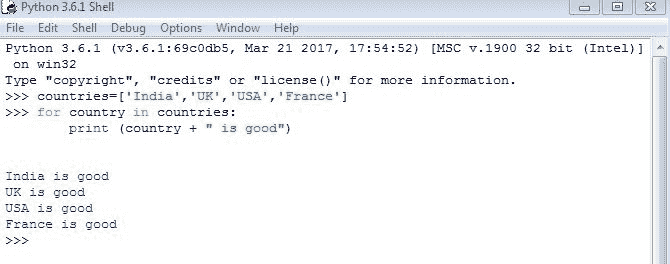 Python 3.6.1 Shell
File Edit Shell Debug Options Window Help
Python 3.6.1 (v3.6.1:69c0db5, Mar 21 2017, 17:54:52) [MSC v.1900 32 bit (Intel)]
on win32
Type "copyright", "credits" or "license()" for more information.
>>> countries=['India','UK','USA','France']
>>> for country in countries:
        print (country + " is good")
India is good
UK is good
USA is good
France is good
>>>